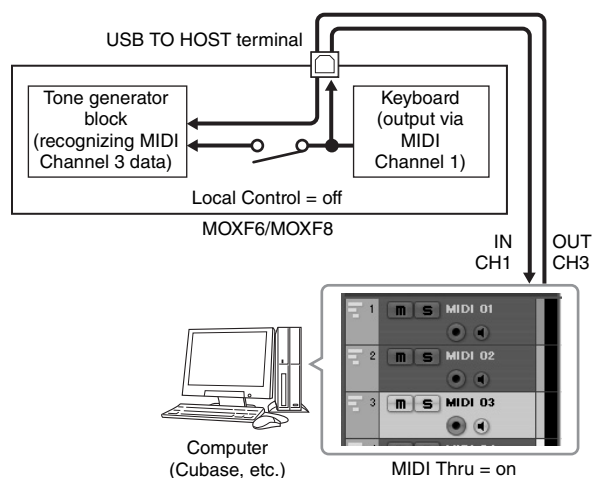 USB TO HOST terminal
Tone generator
block
(recognizing MIDI
Channel 3 data)
Keyboard
(output via
MIDI
Channel 1)
Local Control = off
MOXF6/MOXF8
IN
CH1
OUT
CH3
1 m S MIDI 01
2 m S MIDI 02
3 m S MIDI 03
Computer
(Cubase, etc.)
MIDI Thru = on